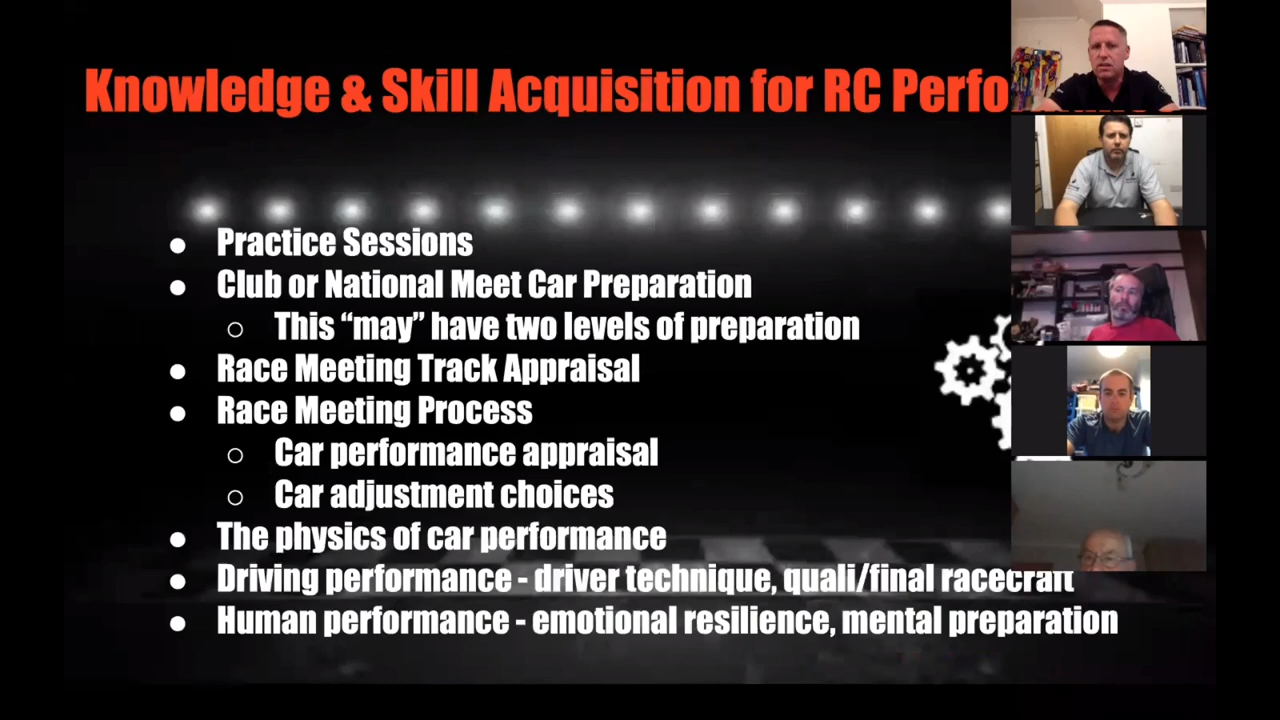 Knowledge & Skill Acquisition for RC Perfo
● Practice Sessions
● Club or National Meet Car Preparation
○ This “may” have two levels of preparation
● Race Meeting Track Appraisal
● Race Meeting Process
○ Car performance appraisal
○ Car adjustment choices
● The physics of car performance
● Driving performance - driver technique, quali/final racecraft
● Human performance - emotional resilience, mental preparation